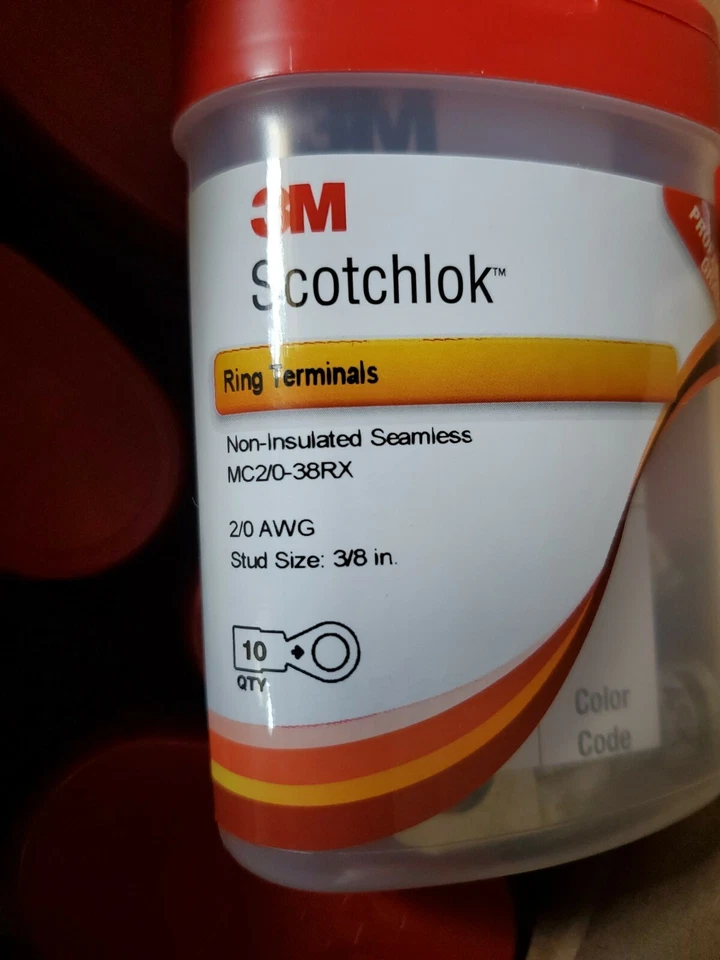 3M
3M
Scotchlok™
Ring Terminals
Non-Insulated Seamless
MC2/0-38RX
2/0 AWG
Stud Size: 3/8 in.
10
QTY
Color
Code